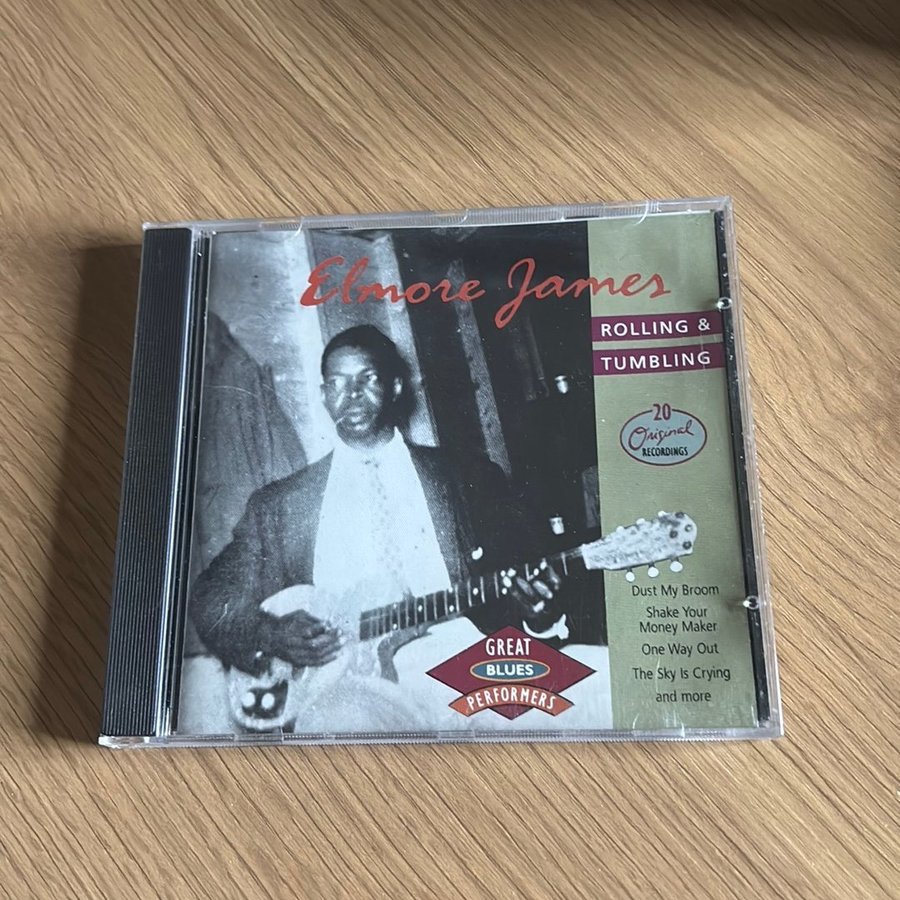 Elmore James
ROLLING &
TUMBLING
20
Original
RECORDINGS
Dust My Broom
Shake Your
Money Maker
One Way Out
The Sky Is Crying
and more
GREAT
BLUES
PERFORMERS